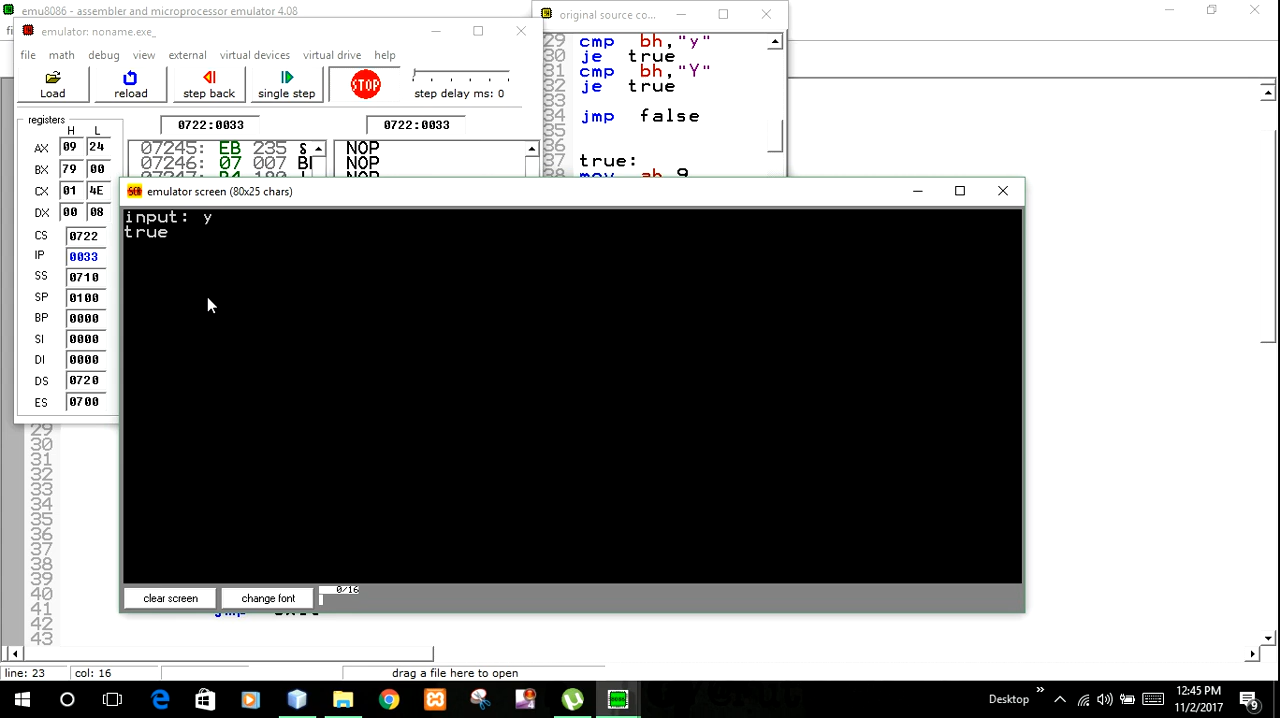 emu8086 - assembler and microprocessor emulator 4.08
emulator: noname.exe_
original source co...
file math debug view external virtual devices virtual drive help
Load reload step back single step STOP step delay ms: 0
registers
H L
0722:0033 0722:0033
AX 09 24
BX 79 00
CX 01 4E
DX 00 08
CS 0722
IP 0033
SS 0710
SP 0100
BP 0000
SI 0000
DI 0000
DS 0720
ES 0700
07245: EB 235
07246: 07 007
NOP
NOP
29 cmp bh,"y"
30 je true
31 cmp bh,"Y"
32 je true
33
34 jmp false
35
36
37 true:
38 mov ah,9
SCR emulator screen (80x25 chars)
input: y
true
clear screen change font 0/16
29
30
31
32
33
34
35
36
37
38
39
40
41
42
43
line: 23 col: 16 drag a file here to open
Desktop 12:45 PM
11/2/2017
9